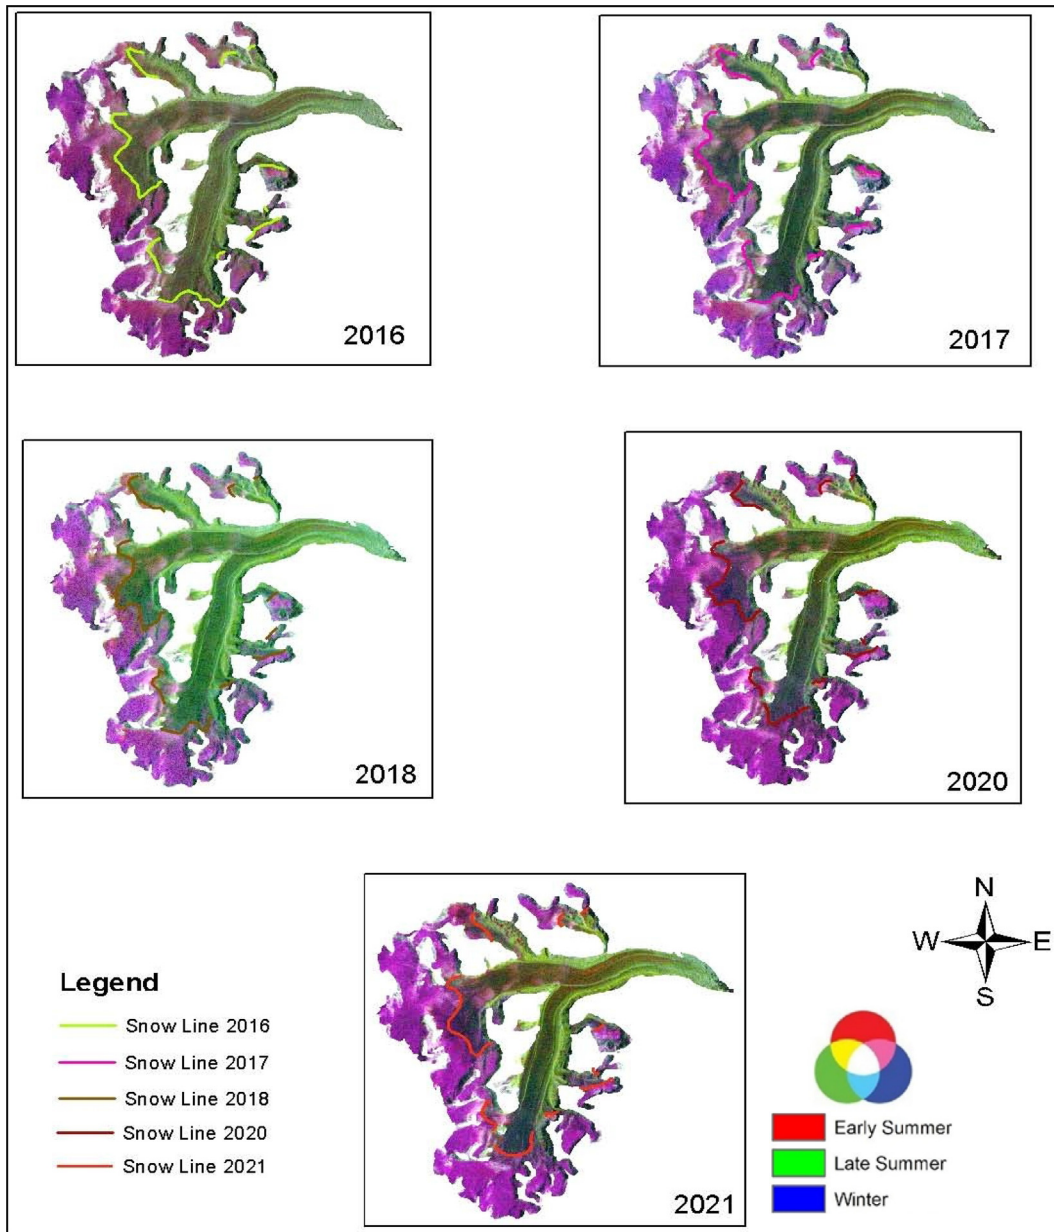 2016
2017
2018
2020
2021
N
W E
S
Legend
Snow Line 2016
Snow Line 2017
Snow Line 2018
Snow Line 2020
Snow Line 2021
Early Summer
Late Summer
Winter